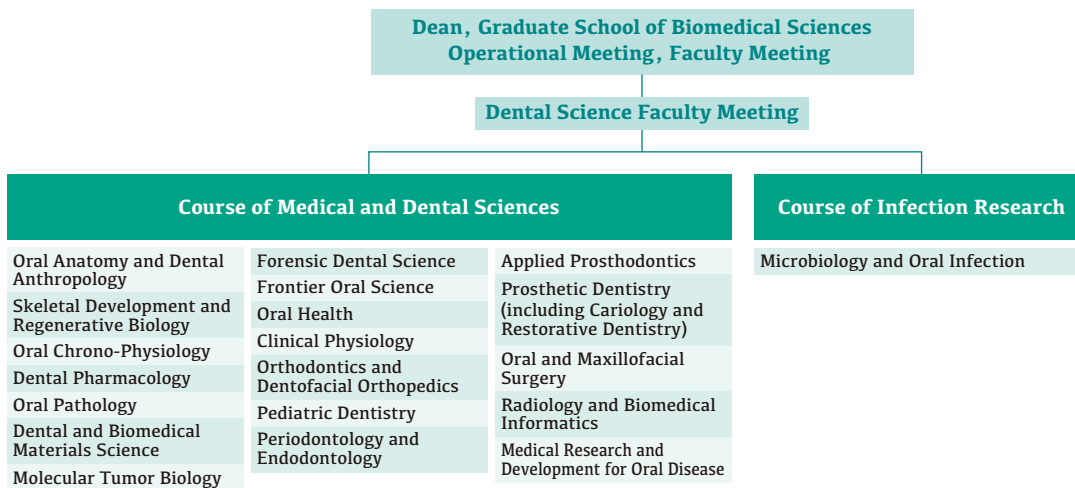 Dean, Graduate School of Biomedical Sciences
Operational Meeting, Faculty Meeting
Dental Science Faculty Meeting
Course of Medical and Dental Sciences
Oral Anatomy and Dental
Anthropology
Skeletal Development and
Regenerative Biology
Oral Chrono-Physiology
Dental Pharmacology
Oral Pathology
Dental and Biomedical
Materials Science
Molecular Tumor Biology
Forensic Dental Science
Frontier Oral Science
Oral Health
Clinical Physiology
Orthodontics and
Dentofacial Orthopedics
Pediatric Dentistry
Periodontology and
Endodontology
Applied Prosthodontics
Prosthetic Dentistry
(including Cariology and
Restorative Dentistry)
Oral and Maxillofacial
Surgery
Radiology and Biomedical
Informatics
Medical Research and
Development for Oral Disease
Course of Infection Research
Microbiology and Oral Infection